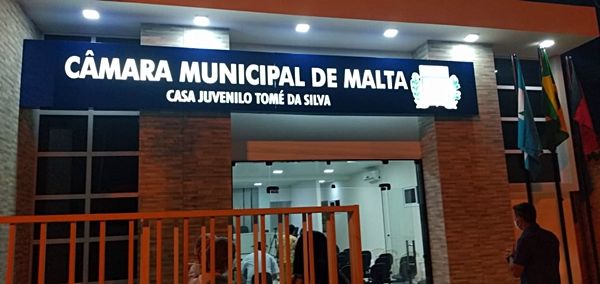 CÂMARA MUNICIPAL DE MALTA
CASA JUVENILO TOMÉ DA SILVA